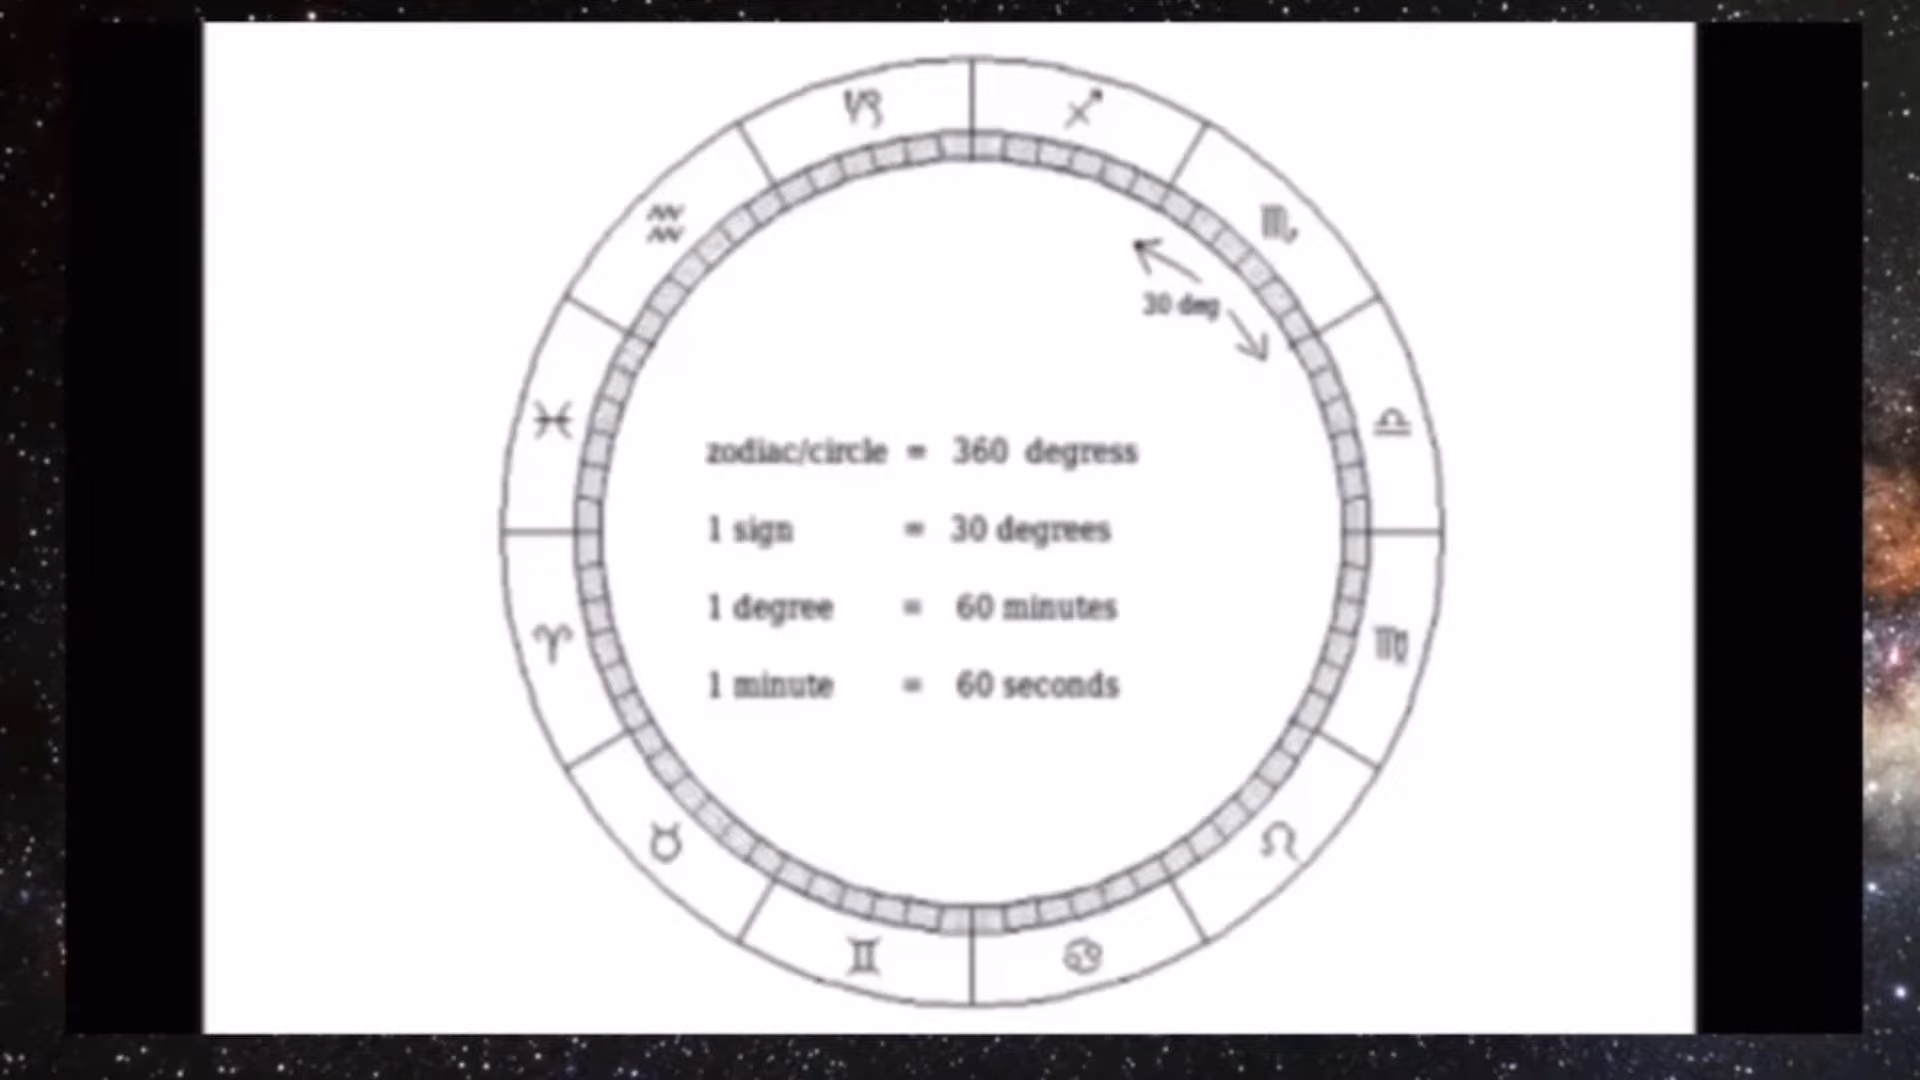 ♑ ♐
♒ ♏
30 deg
♓ ♎
zodiac/circle = 360 degress
1 sign = 30 degrees
1 degree = 60 minutes
♈ ♍
1 minute = 60 seconds
♉ ♌
♊ ♋